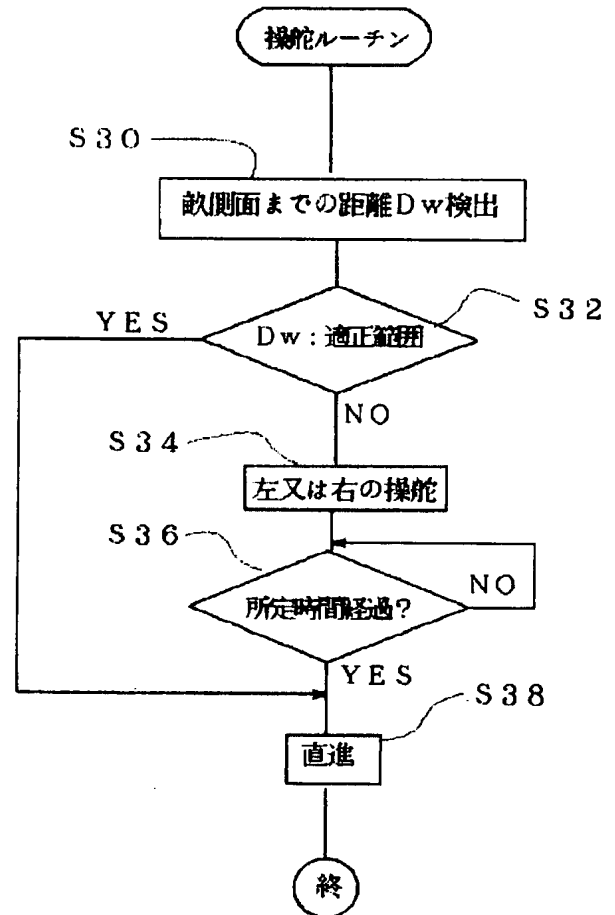 操舵ルーチン
S30
畝側面までの距離Dw検出
S32
YES
Dw:適正範囲
NO
S34
左又は右の操舵
S36
所定時間経過?
NO
YES
S38
直進
終